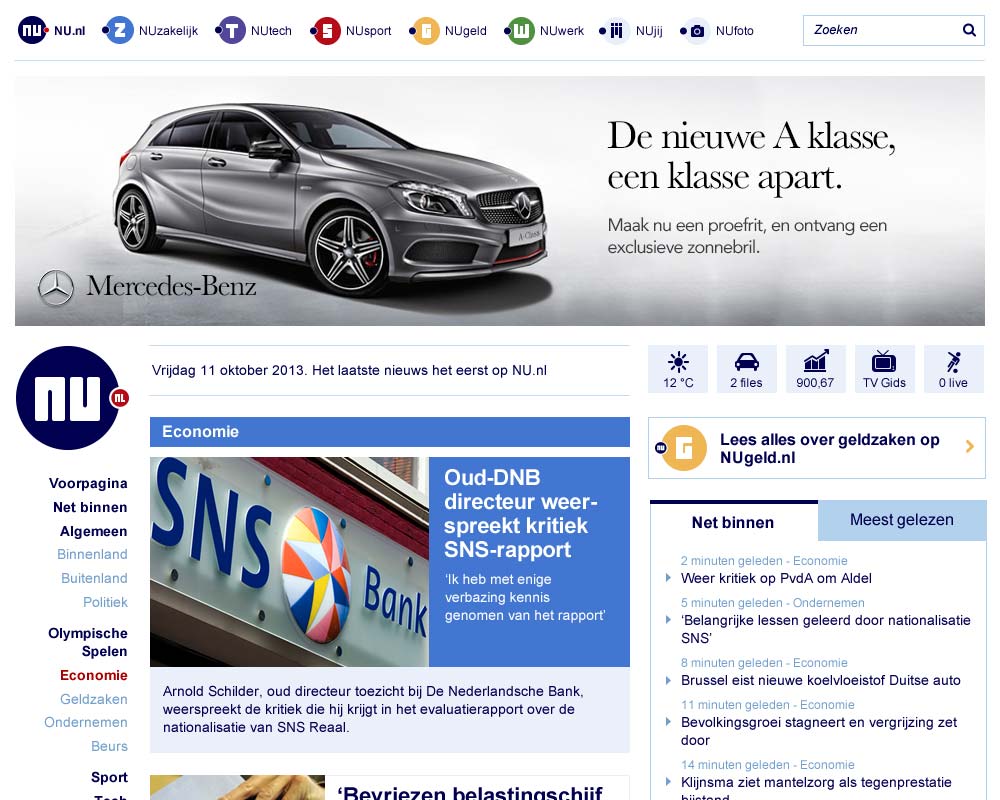 nu NU.nl
Z NUzakelijk
T NUtech
S NUsport
G NUgeld
W NUwerk
NUjij
NUfoto
Zoeken
De nieuwe A klasse,
een klasse apart.
Maak nu een proefrit, en ontvang een
exclusieve zonnebril.
A-Class
Mercedes-Benz
nu
NL
Vrijdag 11 oktober 2013. Het laatste nieuws het eerst op NU.nl
12 °C
2 files
900,67
TV Gids
0 live
Voorpagina
Net binnen
Algemeen
Binnenland
Buitenland
Politiek
Olympische
Spelen
Economie
Geldzaken
Ondernemen
Beurs
Sport
Tech
Economie
SNS
Bank
Oud-DNB
directeur weer-
spreekt kritiek
SNS-rapport
‘Ik heb met enige
verbazing kennis
genomen van het rapport’
Arnold Schilder, oud directeur toezicht bij De Nederlandsche Bank,
weerspreekt de kritiek die hij krijgt in het evaluatierapport over de
nationalisatie van SNS Reaal.
‘Bevriezen belastingschijf
nu G
Lees alles over geldzaken op
NUgeld.nl
Net binnen
Meest gelezen
2 minuten geleden - Economie
Weer kritiek op PvdA om Aldel
5 minuten geleden - Ondernemen
‘Belangrijke lessen geleerd door nationalisatie
SNS’
8 minuten geleden - Economie
Brussel eist nieuwe koelvloeistof Duitse auto
11 minuten geleden - Economie
Bevolkingsgroei stagneert en vergrijzing zet
door
14 minuten geleden - Economie
Klijnsma ziet mantelzorg als tegenprestatie
bijstand